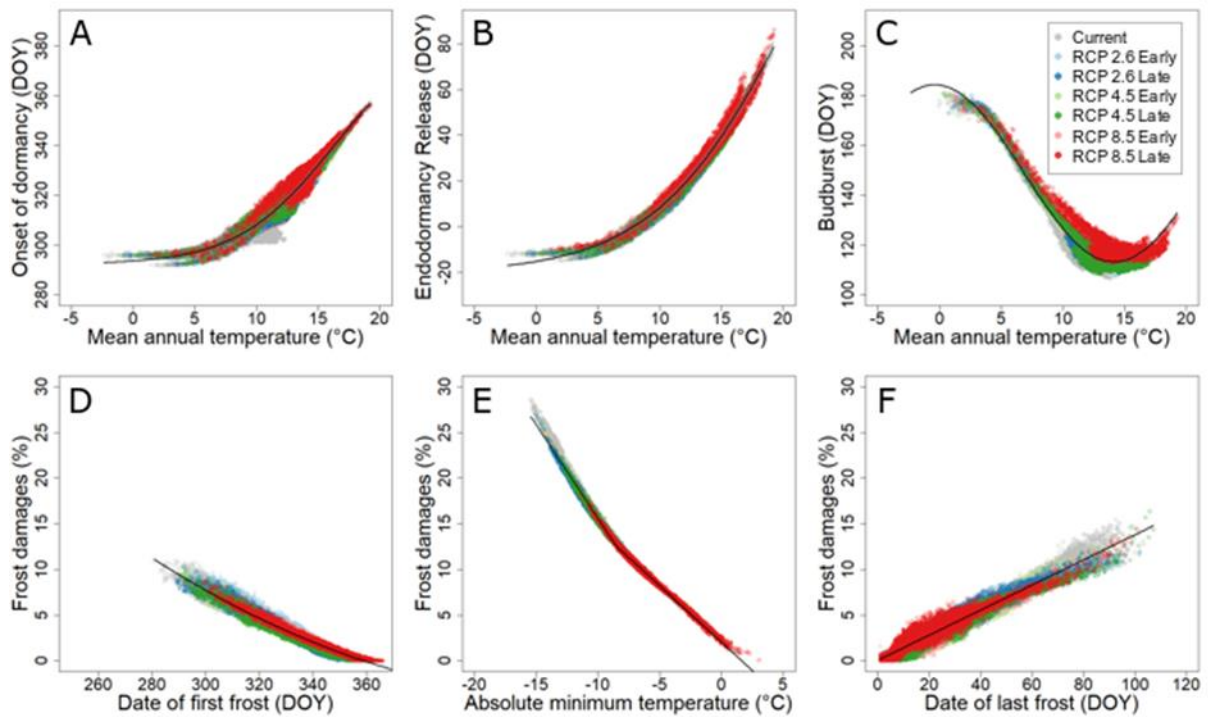 A
Onset of dormancy (DOY)
280 300 320 340 360 380
-5 0 5 10 15 20
Mean annual temperature (°C)
B
Endodormancy Release (DOY)
-20 0 20 40 60 80
-5 0 5 10 15 20
Mean annual temperature (°C)
C
Current
RCP 2.6 Early
RCP 2.6 Late
RCP 4.5 Early
RCP 4.5 Late
RCP 8.5 Early
RCP 8.5 Late
Budburst (DOY)
100 120 140 160 180 200
-5 0 5 10 15 20
Mean annual temperature (°C)
D
Frost damages (%)
0 5 10 15 20 25 30
260 280 300 320 340 360
Date of first frost (DOY)
E
Frost damages (%)
0 5 10 15 20 25 30
-20 -15 -10 -5 0 5
Absolute minimum temperature (°C)
F
Frost damages (%)
0 5 10 15 20 25 30
0 20 40 60 80 100 120
Date of last frost (DOY)